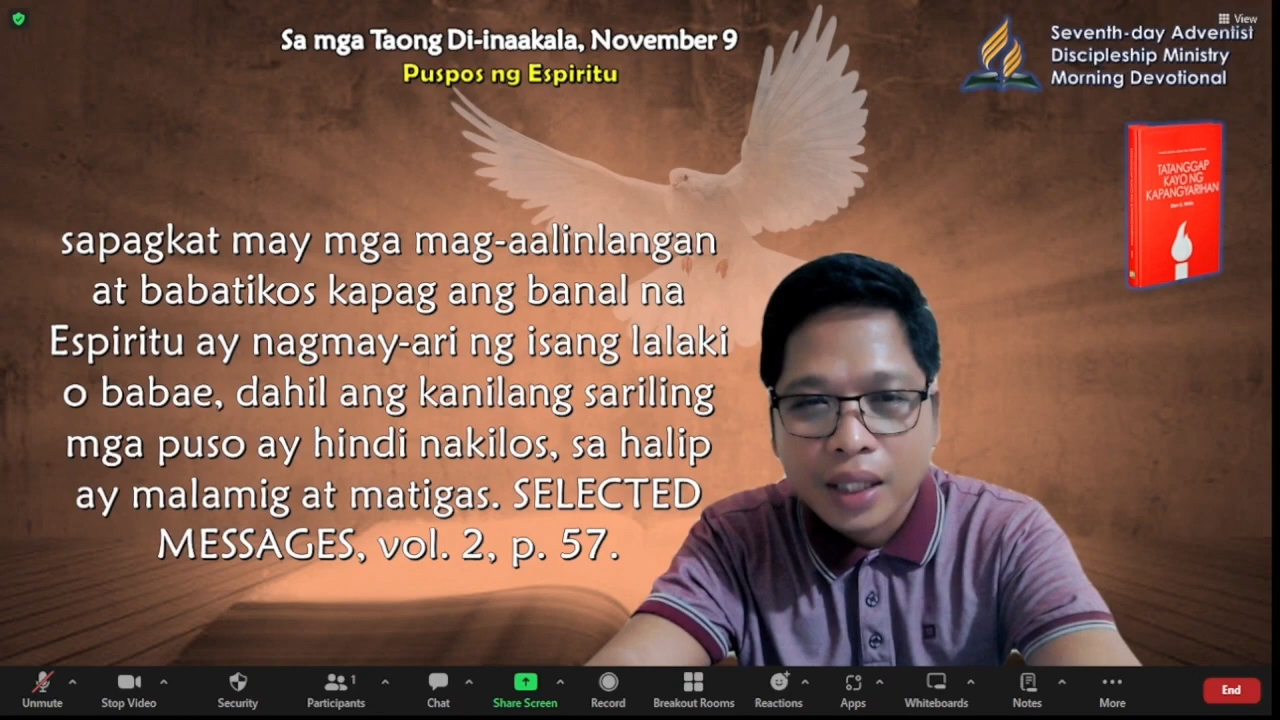 View
Sa mga Taong Di-inaakala, November 9
Puspos ng Espiritu
Seventh-day Adventist
Discipleship Ministry
Morning Devotional
TATANGGAP
KAYO NG
KAPANGYARIHAN
sapagkat may mga mag-aalinlangan
at babatikos kapag ang banal na
Espiritu ay nagmay-ari ng isang lalaki
o babae, dahil ang kanilang sariling
mga puso ay hindi nakilos, sa halip
ay malamig at matigas. SELECTED
MESSAGES, vol. 2, p. 57.
Unmute
Stop Video
Security
Participants
1
Chat
Share Screen
Record
Breakout Rooms
Reactions
Apps
Whiteboards
Notes
More
End